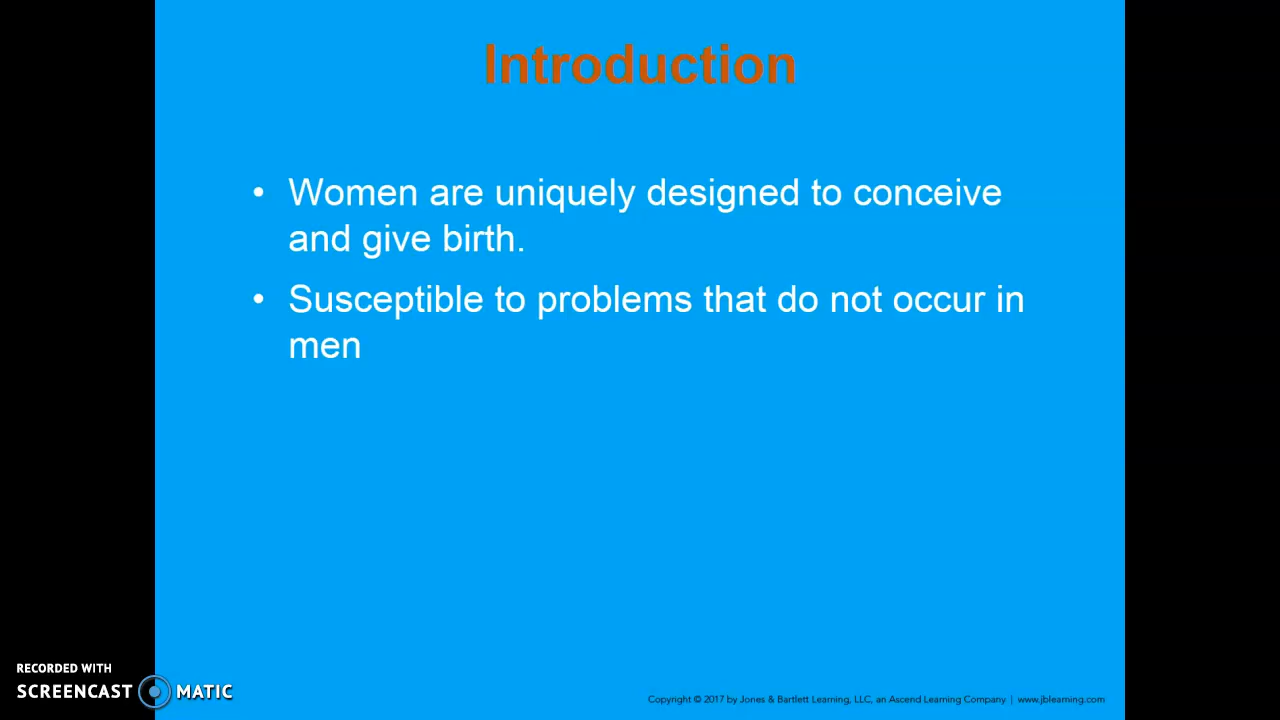 Introduction
• Women are uniquely designed to conceive
and give birth.
• Susceptible to problems that do not occur in
men
RECORDED WITH
SCREENCAST MATIC
Copyright © 2017 by Jones & Bartlett Learning, LLC, an Ascend Learning Company | www.jblearning.com